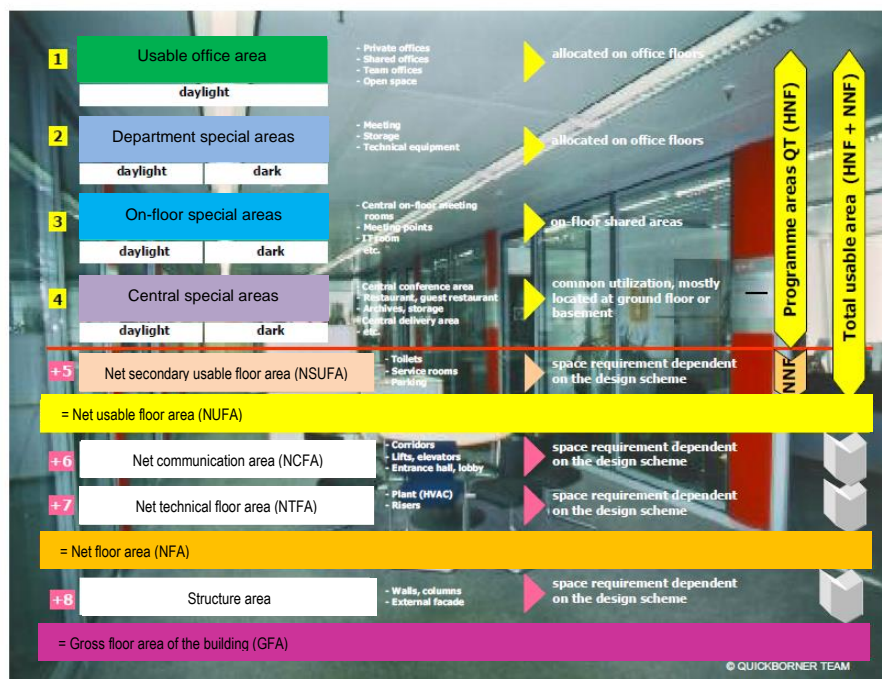 1
Usable office area
daylight
- Private offices
- Shared offices
- Team offices
- Open space
allocated on office floors
2
Department special areas
daylight
dark
- Meeting
- Storage
- Technical equipment
allocated on office floors
3
On-floor special areas
daylight
dark
- Central on-floor meeting
rooms
- Meeting points
- IT room
- etc.
on-floor shared areas
4
Central special areas
daylight
dark
- Central conference area
- Restaurant, guest restaurant
- Archives, storage
- Central delivery area
- etc.
common utilization, mostly
located at ground floor or
basement
Programme areas QT (HNF)
Total usable area (HNF + NNF)
+5
Net secondary usable floor area (NSUFA)
- Toilets
- Service rooms
- Parking
space requirement dependent
on the design scheme
NNF
= Net usable floor area (NUFA)
+6
Net communication area (NCFA)
- Corridors
- Lifts, elevators
- Entrance hall, lobby
space requirement dependent
on the design scheme
+7
Net technical floor area (NTFA)
- Plant (HVAC)
- Risers
space requirement dependent
on the design scheme
= Net floor area (NFA)
+8
Structure area
- Walls, columns
- External facade
space requirement dependent
on the design scheme
= Gross floor area of the building (GFA)
© QUICKBORNER TEAM